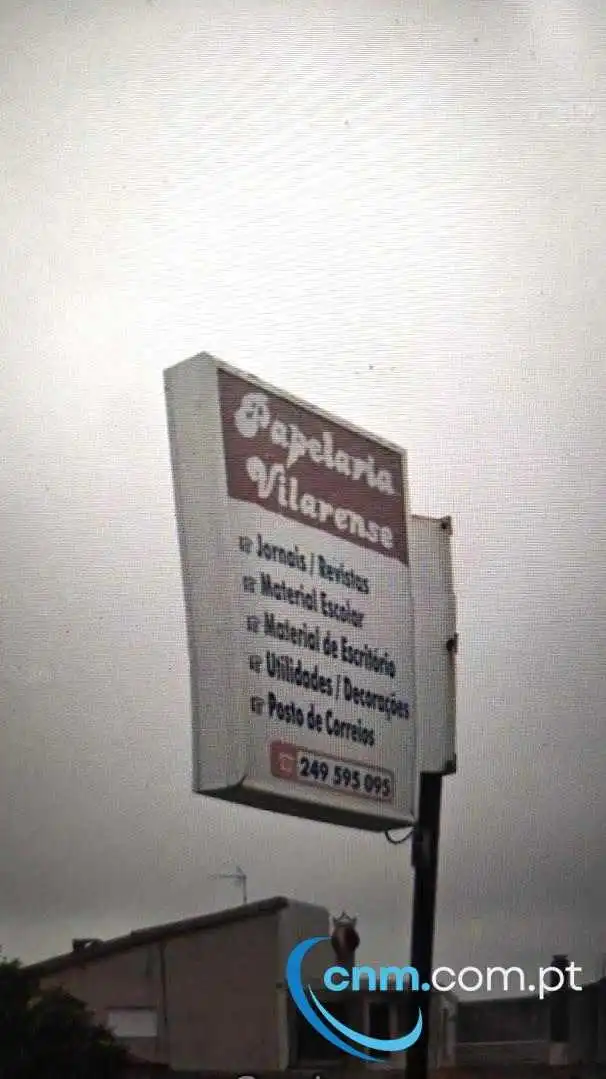 Papelaria
Vilarense
☞ Jornais / Revistas
☞ Material Escolar
☞ Material de Escritório
☞ Utilidades / Decorações
☞ Posto de Correios
249 595 095
cnm.com.pt